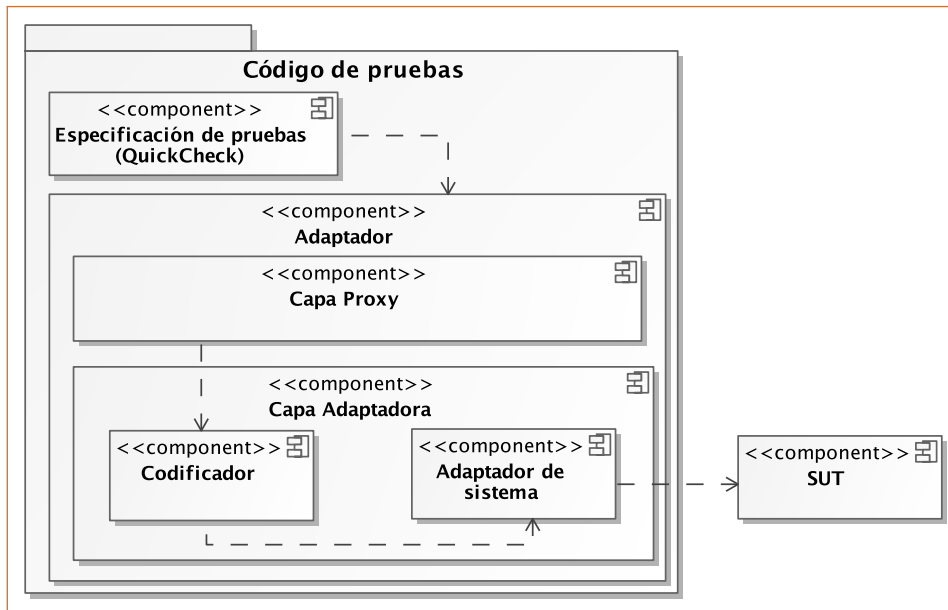 Código de pruebas
<<component>>
Especificación de pruebas
(QuickCheck)
<<component>>
Adaptador
<<component>>
Capa Proxy
<<component>>
Capa Adaptadora
<<component>>
Codificador
<<component>>
Adaptador de
sistema
<<component>>
SUT